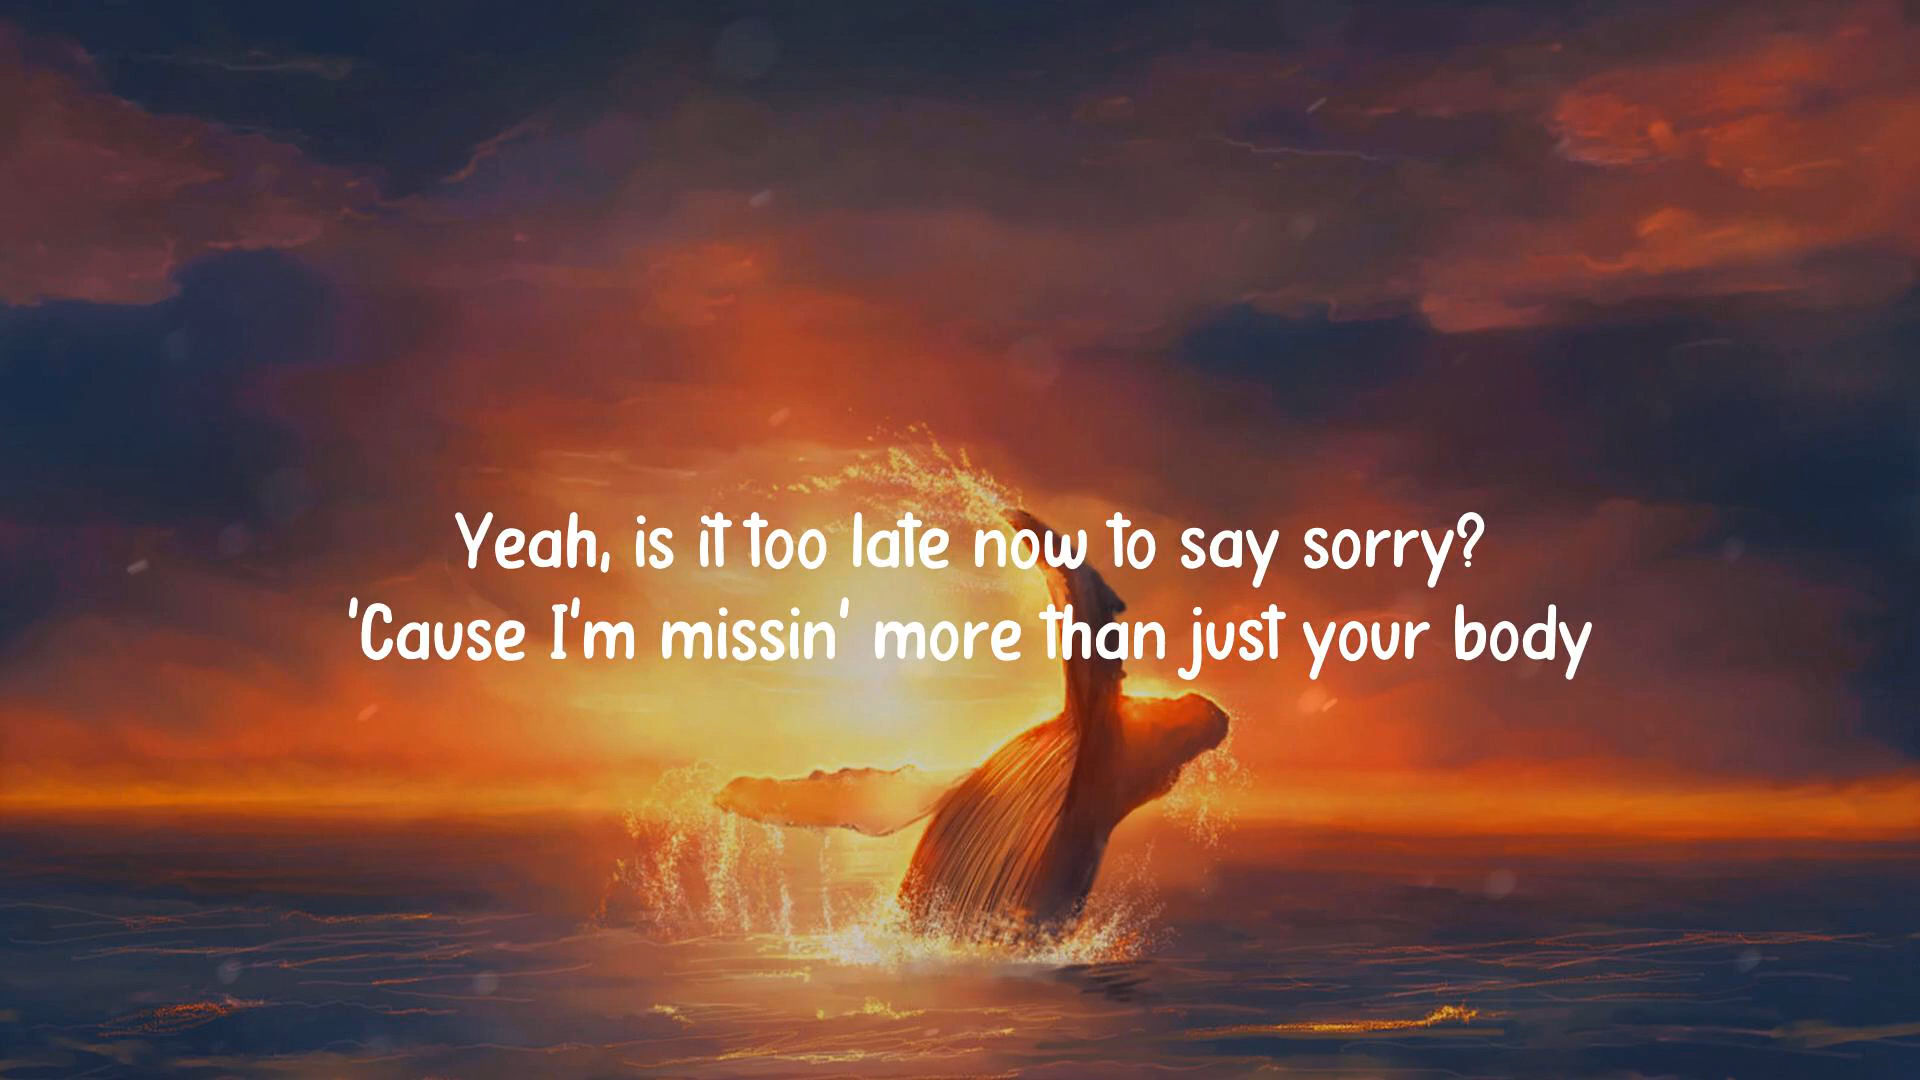 Yeah, is it too late now to say sorry?
'Cause I'm missin' more than just your body